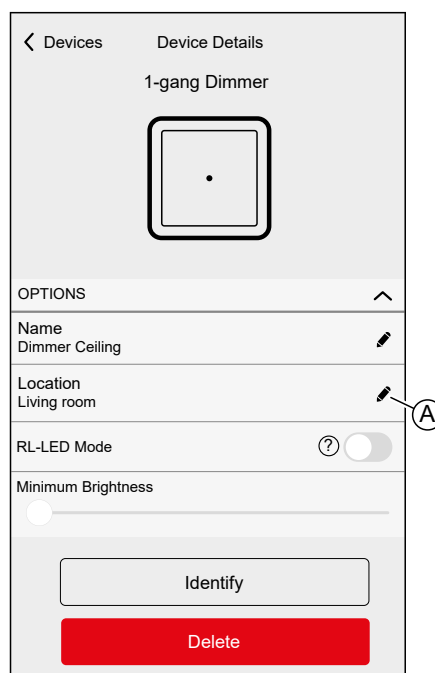 Devices Device Details
1-gang Dimmer
OPTIONS
Name
Dimmer Ceiling
Location
Living room
A
RL-LED Mode ?
Minimum Brightness
Identify
Delete